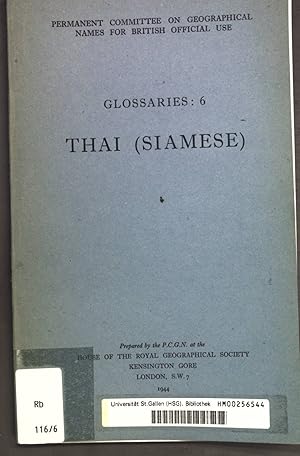 PERMANENT COMMITTEE ON GEOGRAPHICAL
NAMES FOR BRITISH OFFICIAL USE
GLOSSARIES: 6
THAI (SIAMESE)
Prepared by the P.C.G.N. at the
HOUSE OF THE ROYAL GEOGRAPHICAL SOCIETY
KENSINGTON GORE
LONDON, S.W.7
1944
Rb
116/6
Universität St.Gallen (HSG), Bibliothek HM00256544